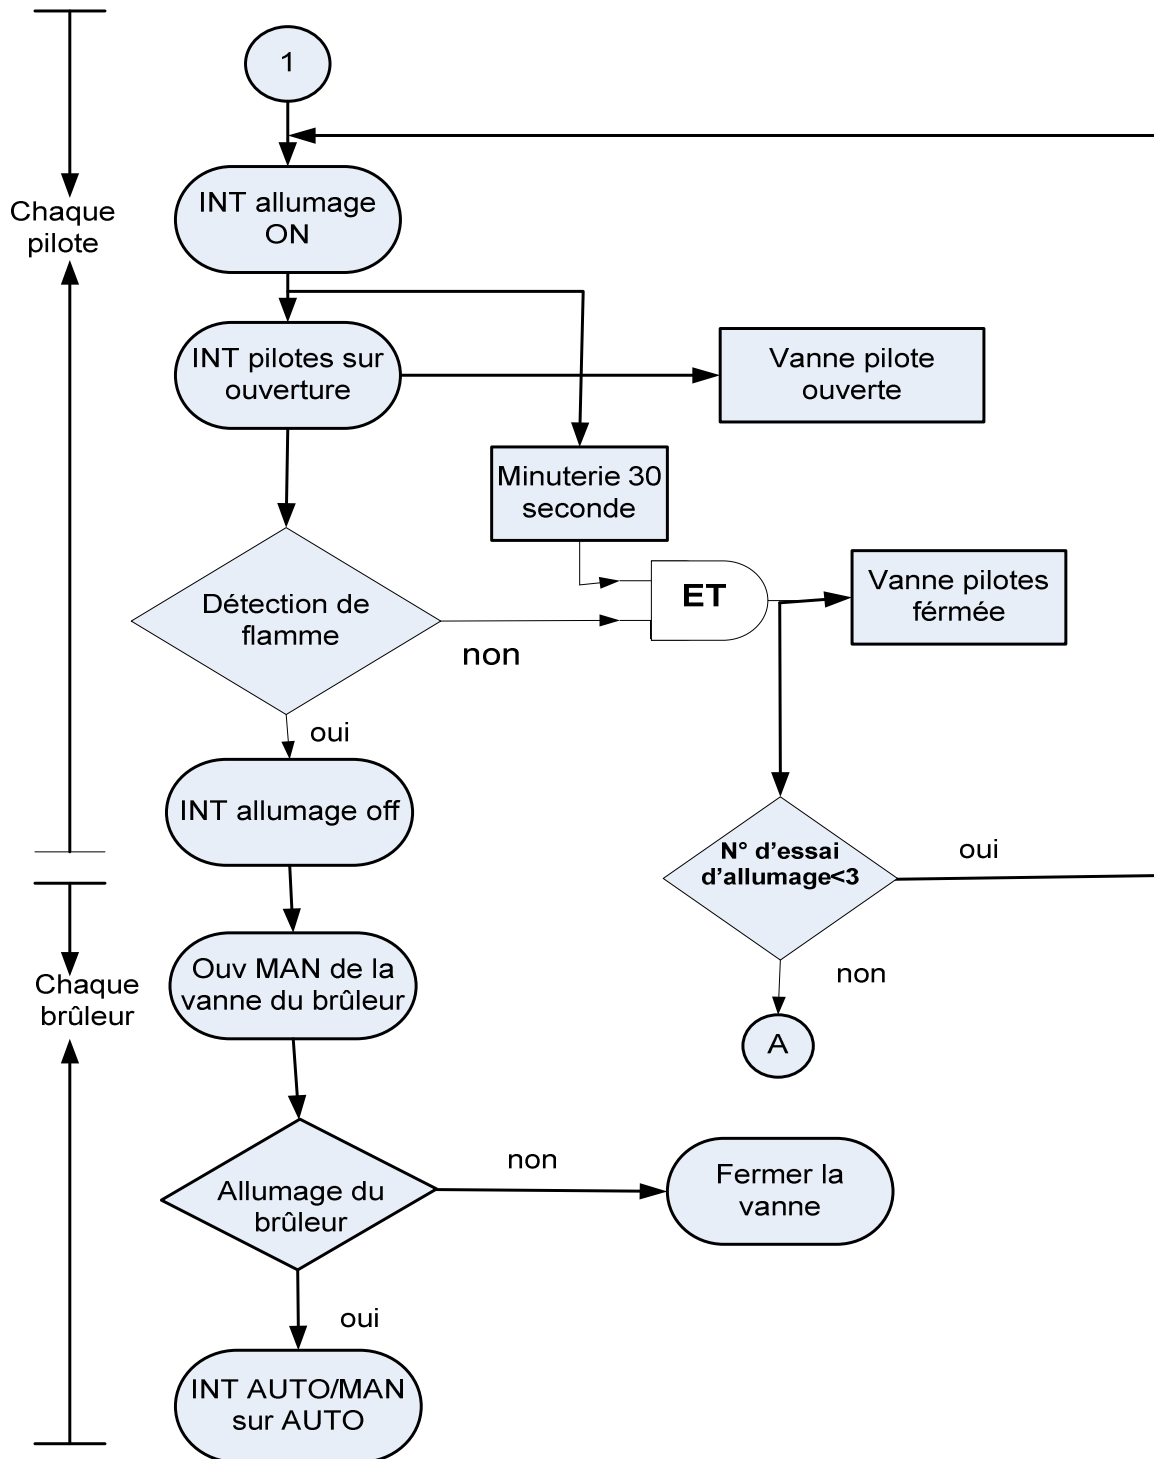 1
INT allumage
ON
Chaque
pilote
INT pilotes sur
ouverture
Vanne pilote
ouverte
Minuterie 30
seconde
ET
Vanne pilotes
férmée
Détection de
flamme
non
oui
INT allumage off
N° d'essai
d'allumage<3
oui
non
A
Chaque
brûleur
Ouv MAN de la
vanne du brûleur
Allumage du
brûleur
non
Fermer la
vanne
oui
INT AUTO/MAN
sur AUTO